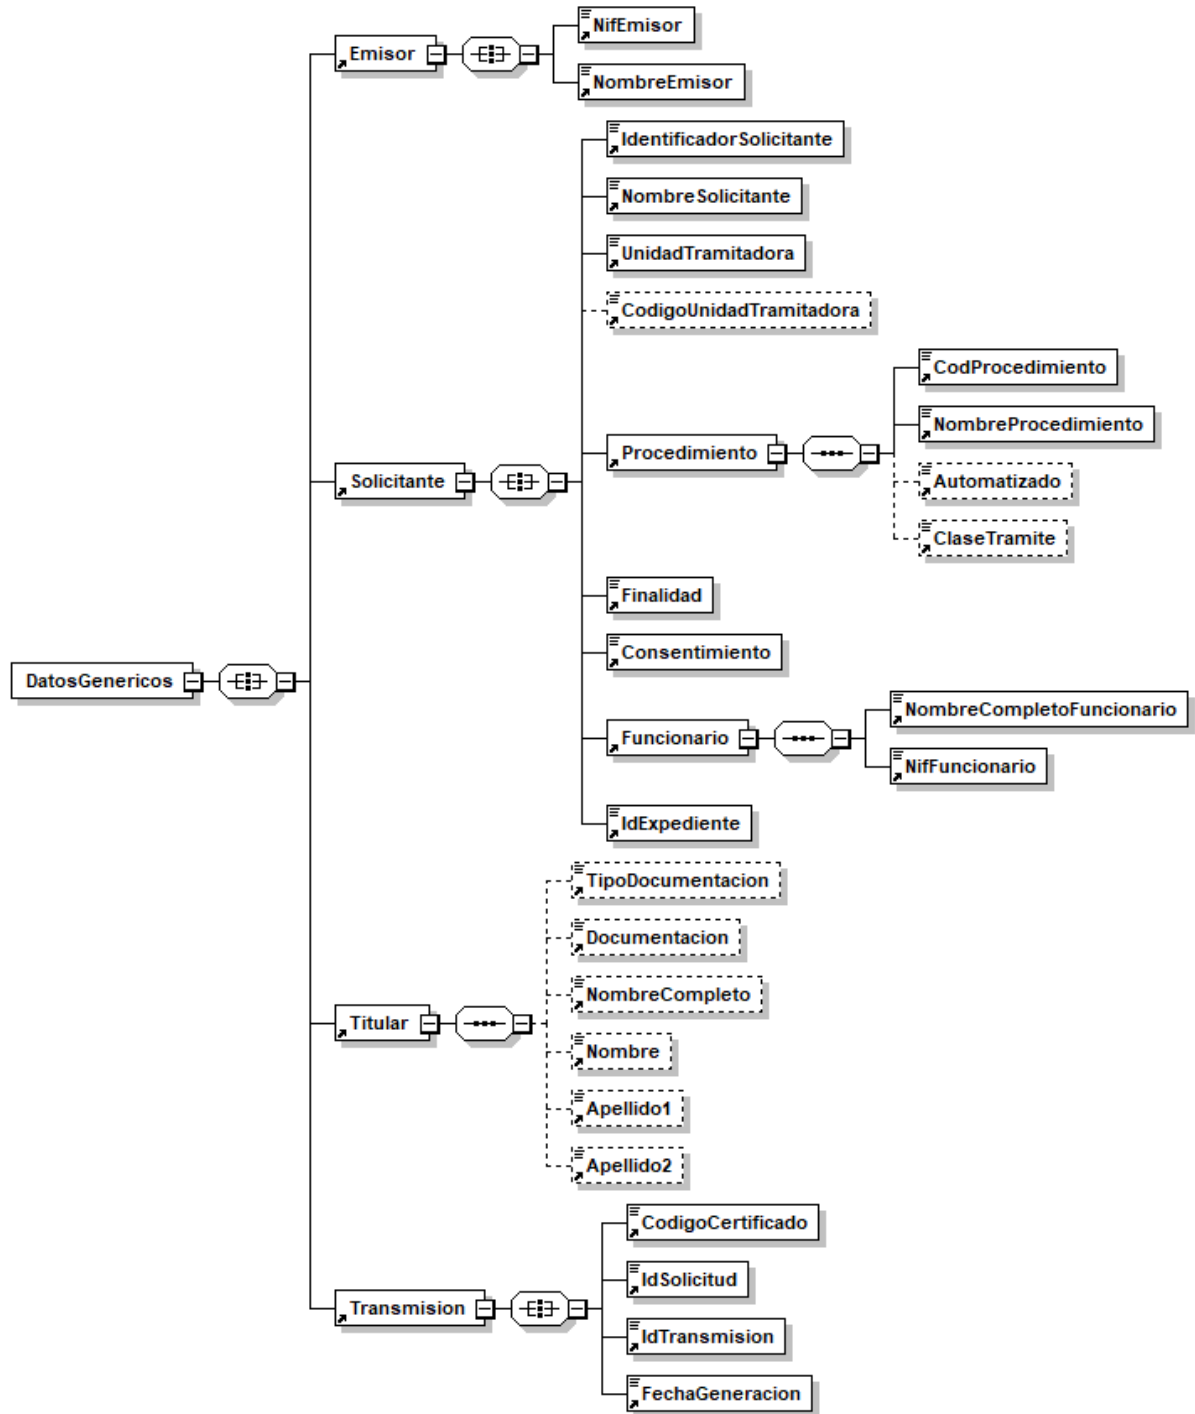 NifEmisor
Emisor
NombreEmisor
IdentificadorSolicitante
NombreSolicitante
UnidadTramitadora
CodigoUnidadTramitadora
CodProcedimiento
NombreProcedimiento
Procedimiento
Solicitante
Automatizado
ClaseTramite
Finalidad
Consentimiento
DatosGenericos
NombreCompletoFuncionario
Funcionario
NifFuncionario
IdExpediente
TipoDocumentacion
Documentacion
NombreCompleto
Titular
Nombre
Apellido1
Apellido2
CodigoCertificado
IdSolicitud
Transmision
IdTransmision
FechaGeneracion